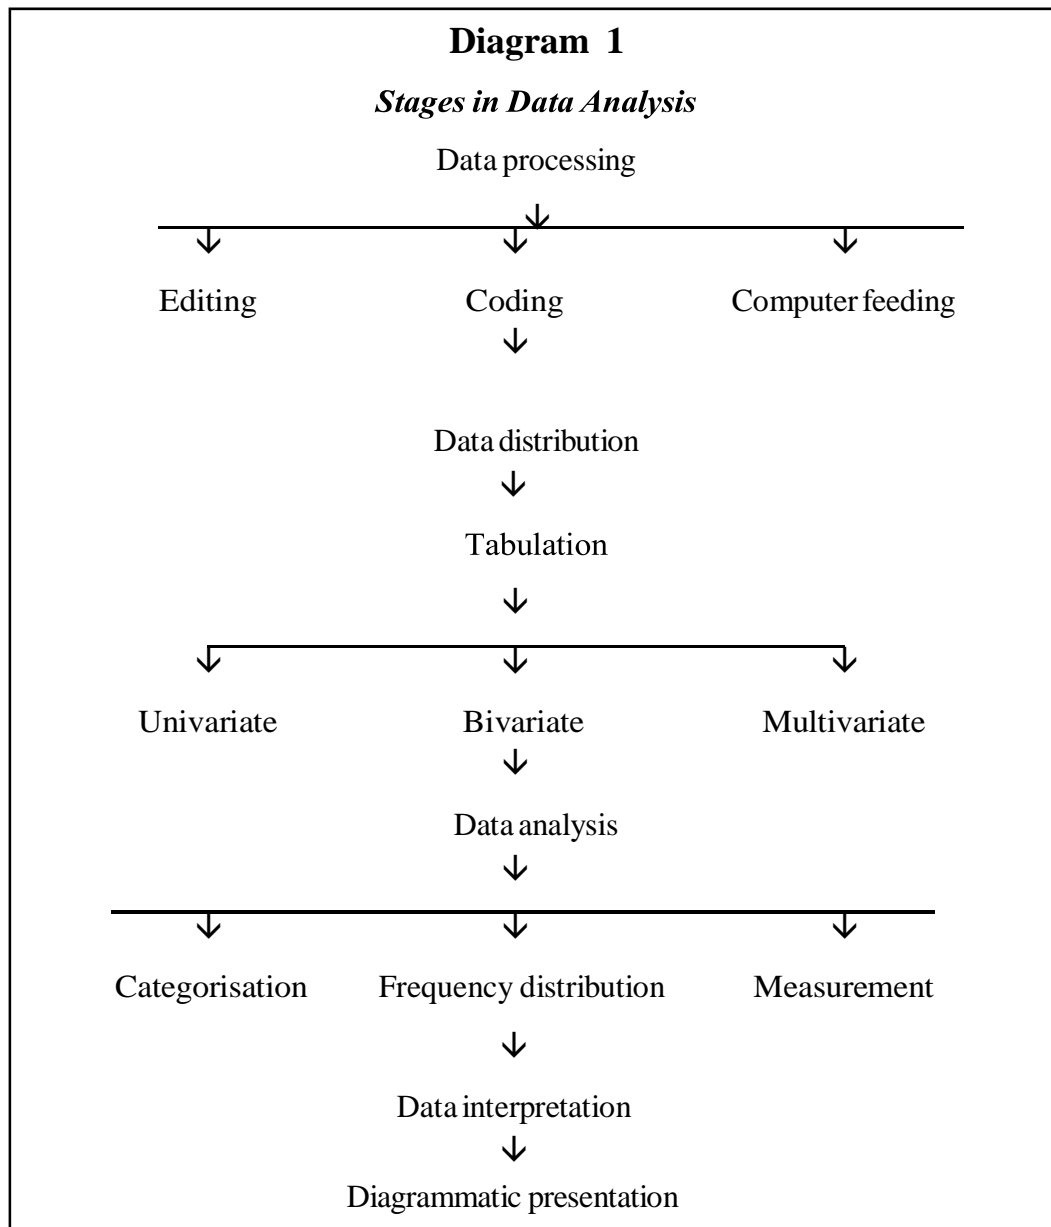 Diagram 1
Stages in Data Analysis
Data processing
Editing Coding Computer feeding
Data distribution
Tabulation
Univariate Bivariate Multivariate
Data analysis
Categorisation Frequency distribution Measurement
Data interpretation
Diagrammatic presentation